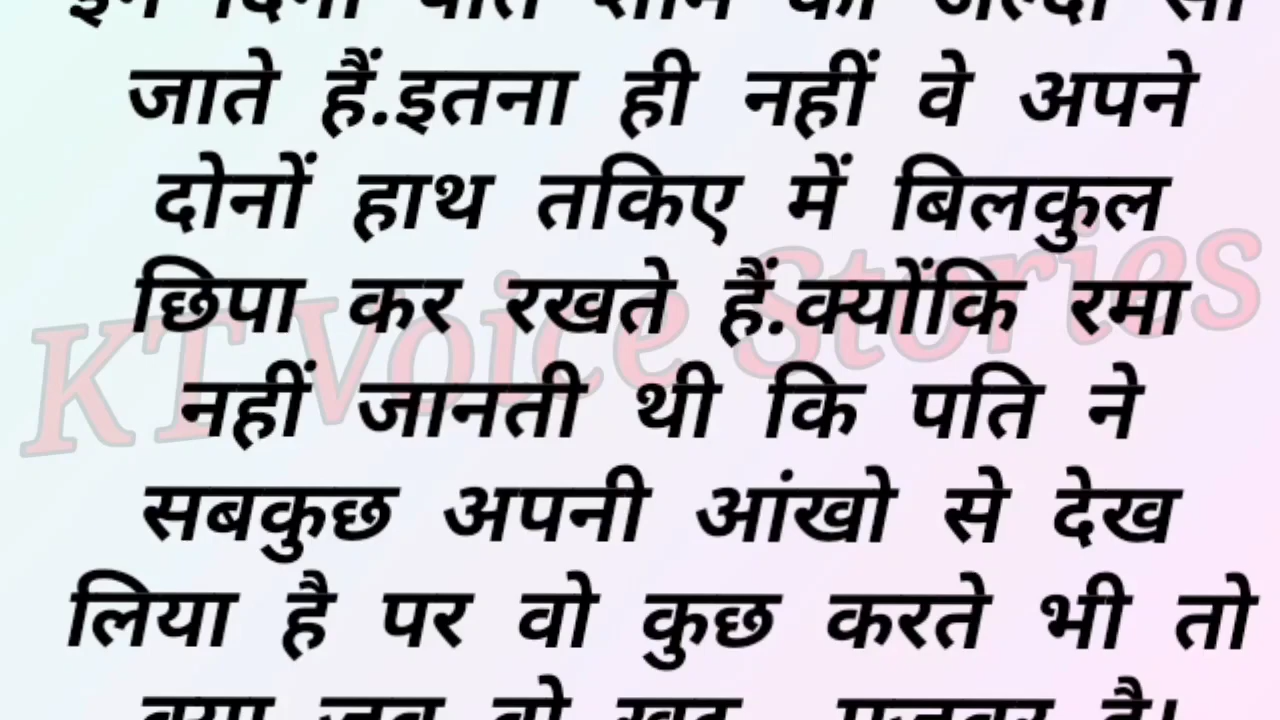 जाते हैं.इतना ही नहीं वे अपने
दोनों हाथ तकिए में बिलकुल
छिपा कर रखते हैं.क्योंकि रमा
नहीं जानती थी कि पति ने
सबकुछ अपनी आंखो से देख
लिया है पर वो कुछ करते भी तो
KT Voice Stories